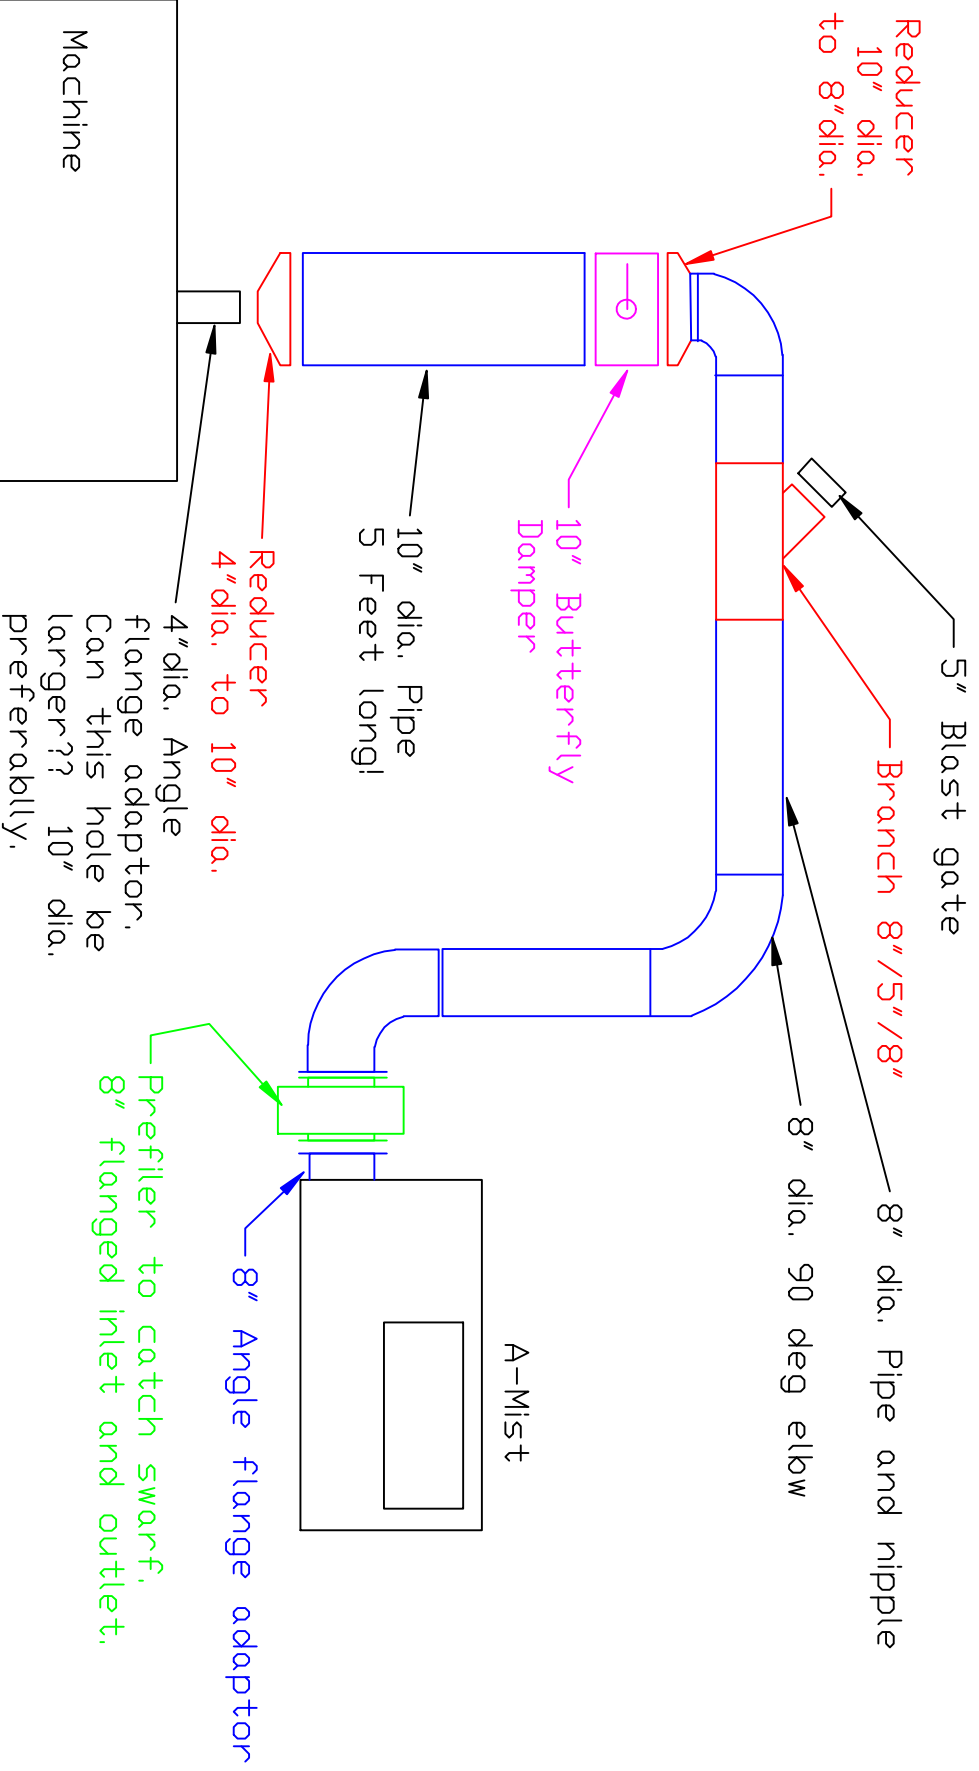 Reducer
10" dia.
to 8"dia.
5" Blast gate
Branch 8"/5"/8"
8" dia. Pipe and nipple
8" dia. 90 deg elbw
10" Butterfly
Damper
10" dia. Pipe
5 Feet long!
Reducer
4"dia. to 10" dia.
4"dia. Angle
flange adaptor.
Can this hole be
larger?? 10" dia.
preferablly.
Machine
A-Mist
8" Angle flange adaptor
Prefiler to catch swarf.
8" flanged inlet and outlet.